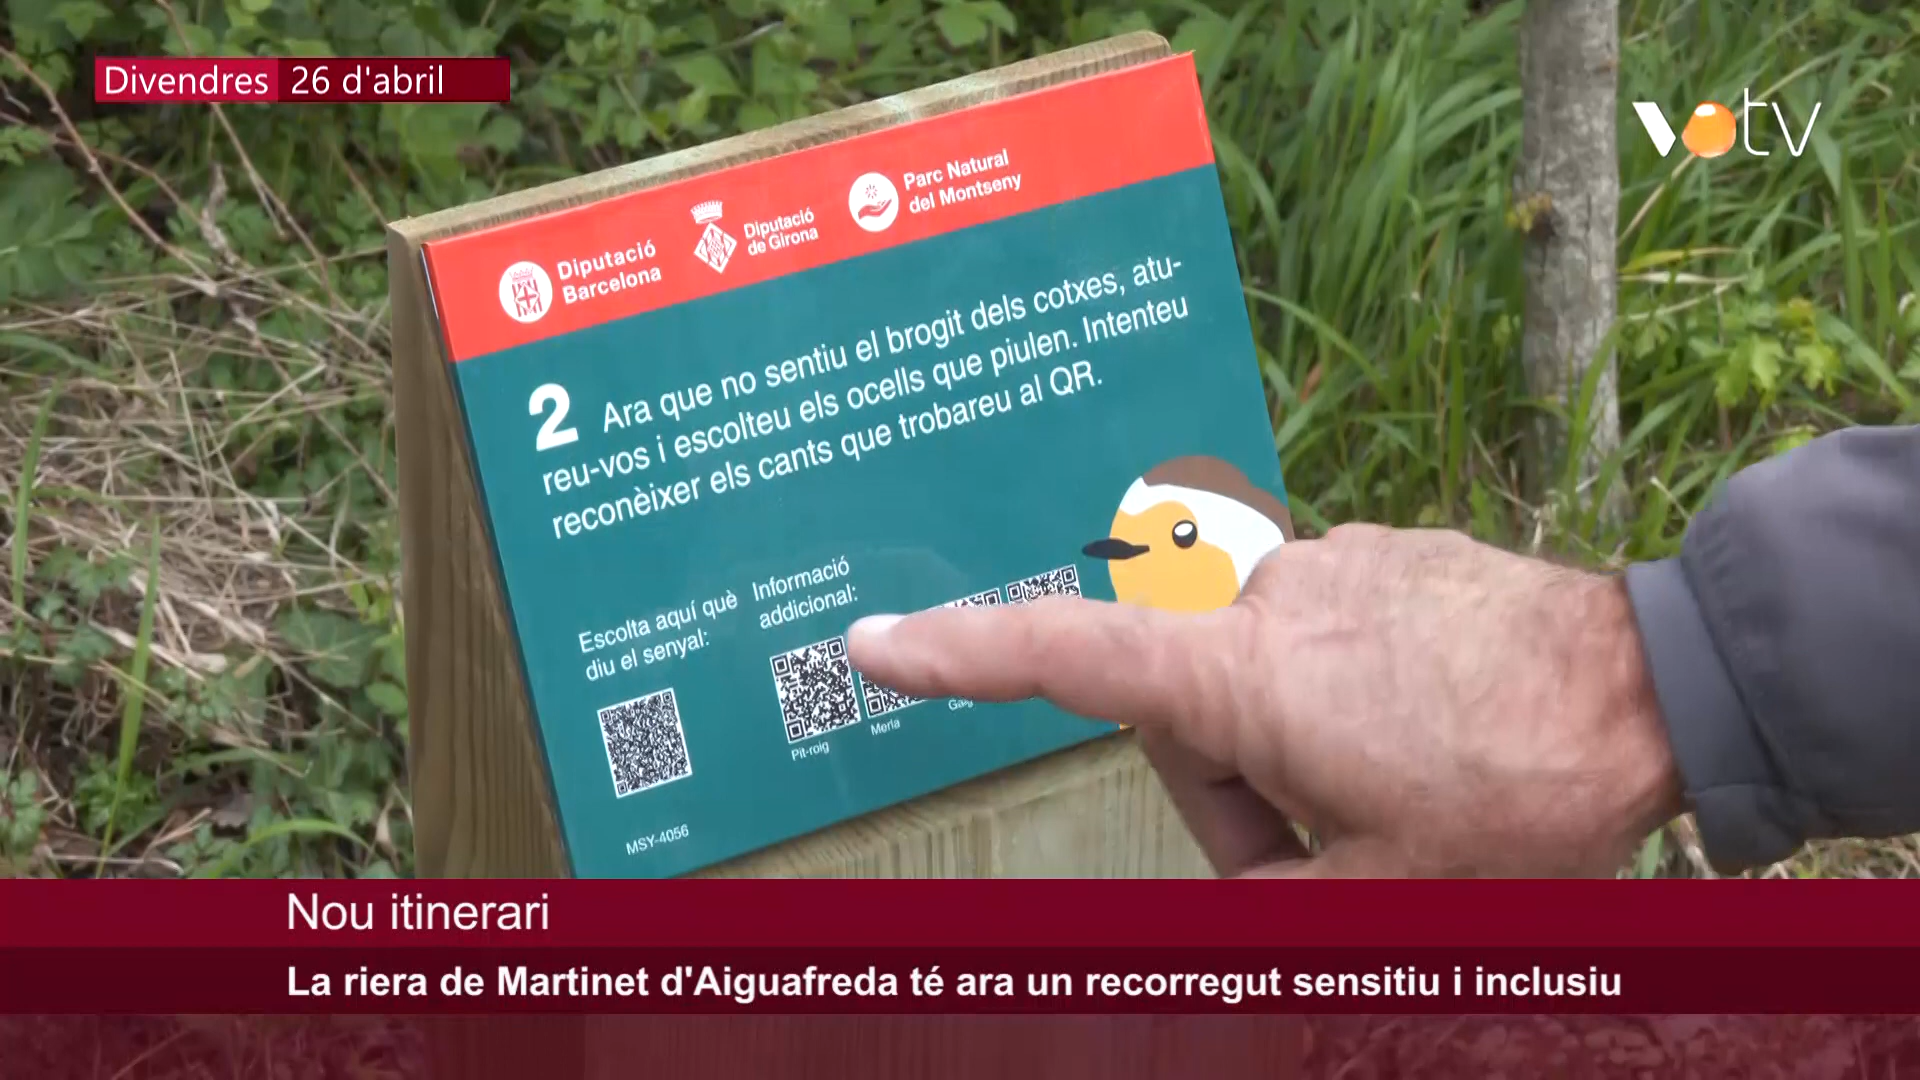 Divendres 26 d'abril
votv
Diputació
Barcelona
Diputació
de Girona
Parc Natural
del Montseny
2 Ara que no sentiu el brogit dels cotxes, atu-
reu-vos i escolteu els ocells que piulen. Intenteu
reconèixer els cants que trobareu al QR.
Escolta aquí què
diu el senyal:
Informació
addicional:
Pit-roig
Merla
MSY-4056
Nou itinerari
La riera de Martinet d'Aiguafreda té ara un recorregut sensitiu i inclusiu